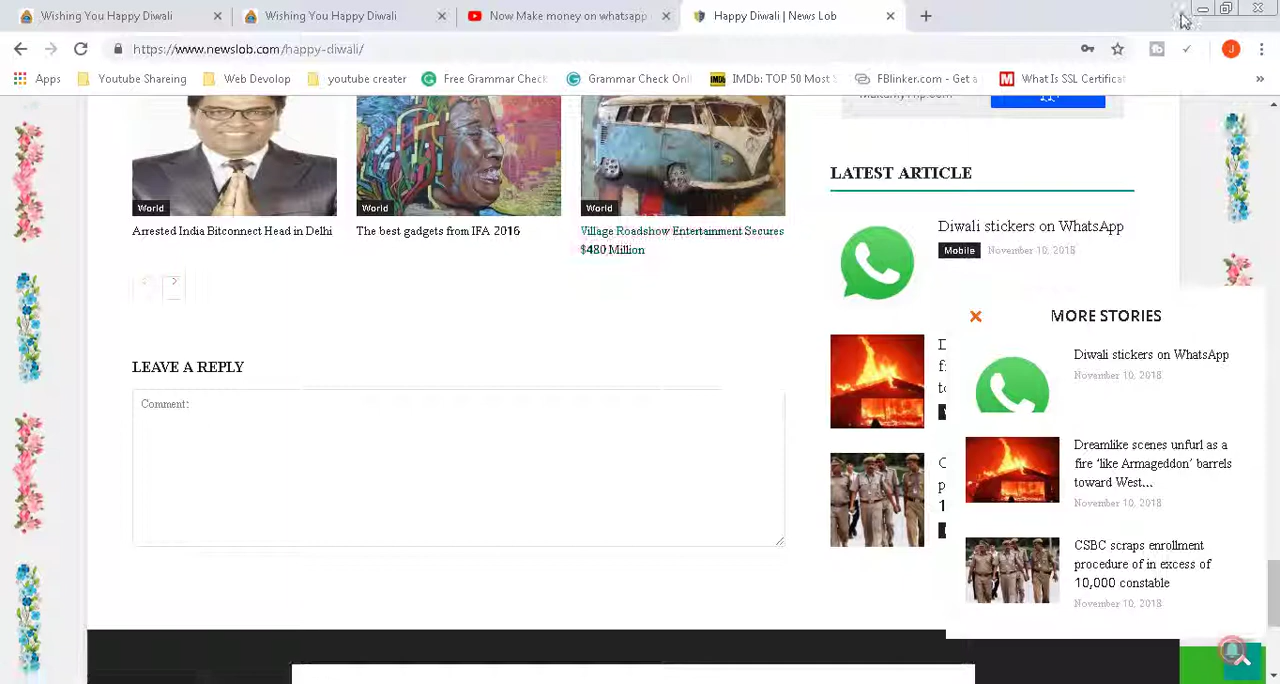 Wishing You Happy Diwali
Wishing You Happy Diwali
Now Make money on whatsapp
Happy Diwali | News Lob
https://www.newslob.com/happy-diwali/
Apps
Youtube Shareing
Web Devolop
youtube creater
Free Grammar Check
Grammar Check Onli
IMDb: TOP 50 Most
FBlinker.com - Get a
What Is SSL Certificat
J
World
World
World
Arrested India Bitconnect Head in Delhi
The best gadgets from IFA 2016
Village Roadshow Entertainment Secures
$480 Million
LEAVE A REPLY
Comment:
LATEST ARTICLE
Diwali stickers on WhatsApp
Mobile
November 10, 2018
MORE STORIES
Diwali stickers on WhatsApp
November 10, 2018
Dreamlike scenes unfurl as a
fire ‘like Armageddon’ barrels
toward West...
November 10, 2018
CSBC scraps enrollment
procedure of in excess of
10,000 constable
November 10, 2018